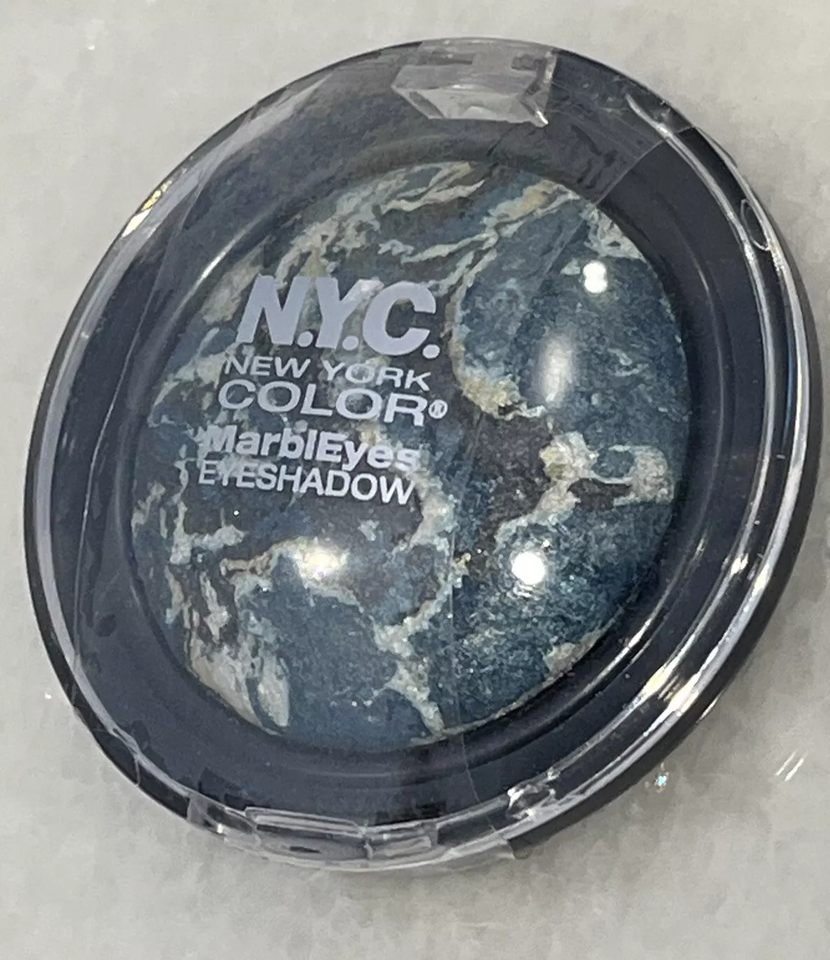 N.Y.C.
NEW YORK
COLOR®
MarblEyes
EYESHADOW